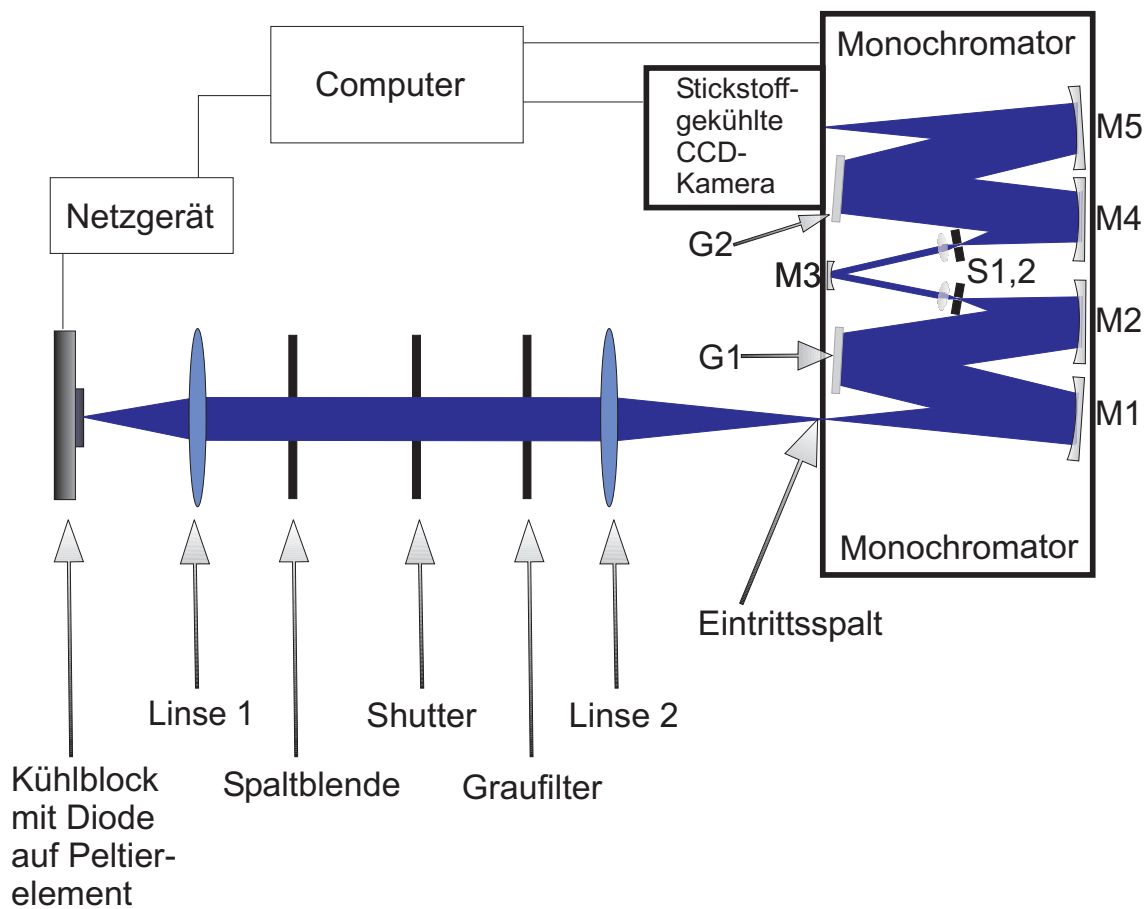 Monochromator
Computer
Stickstoff-
gekühlte
CCD-
Kamera
M5
Netzgerät
M4
G2
M3
S1,2
M2
G1
M1
Monochromator
Eintrittsspalt
Linse 1
Shutter
Linse 2
Spaltblende
Graufilter
Kühlblock
mit Diode
auf Peltier-
element